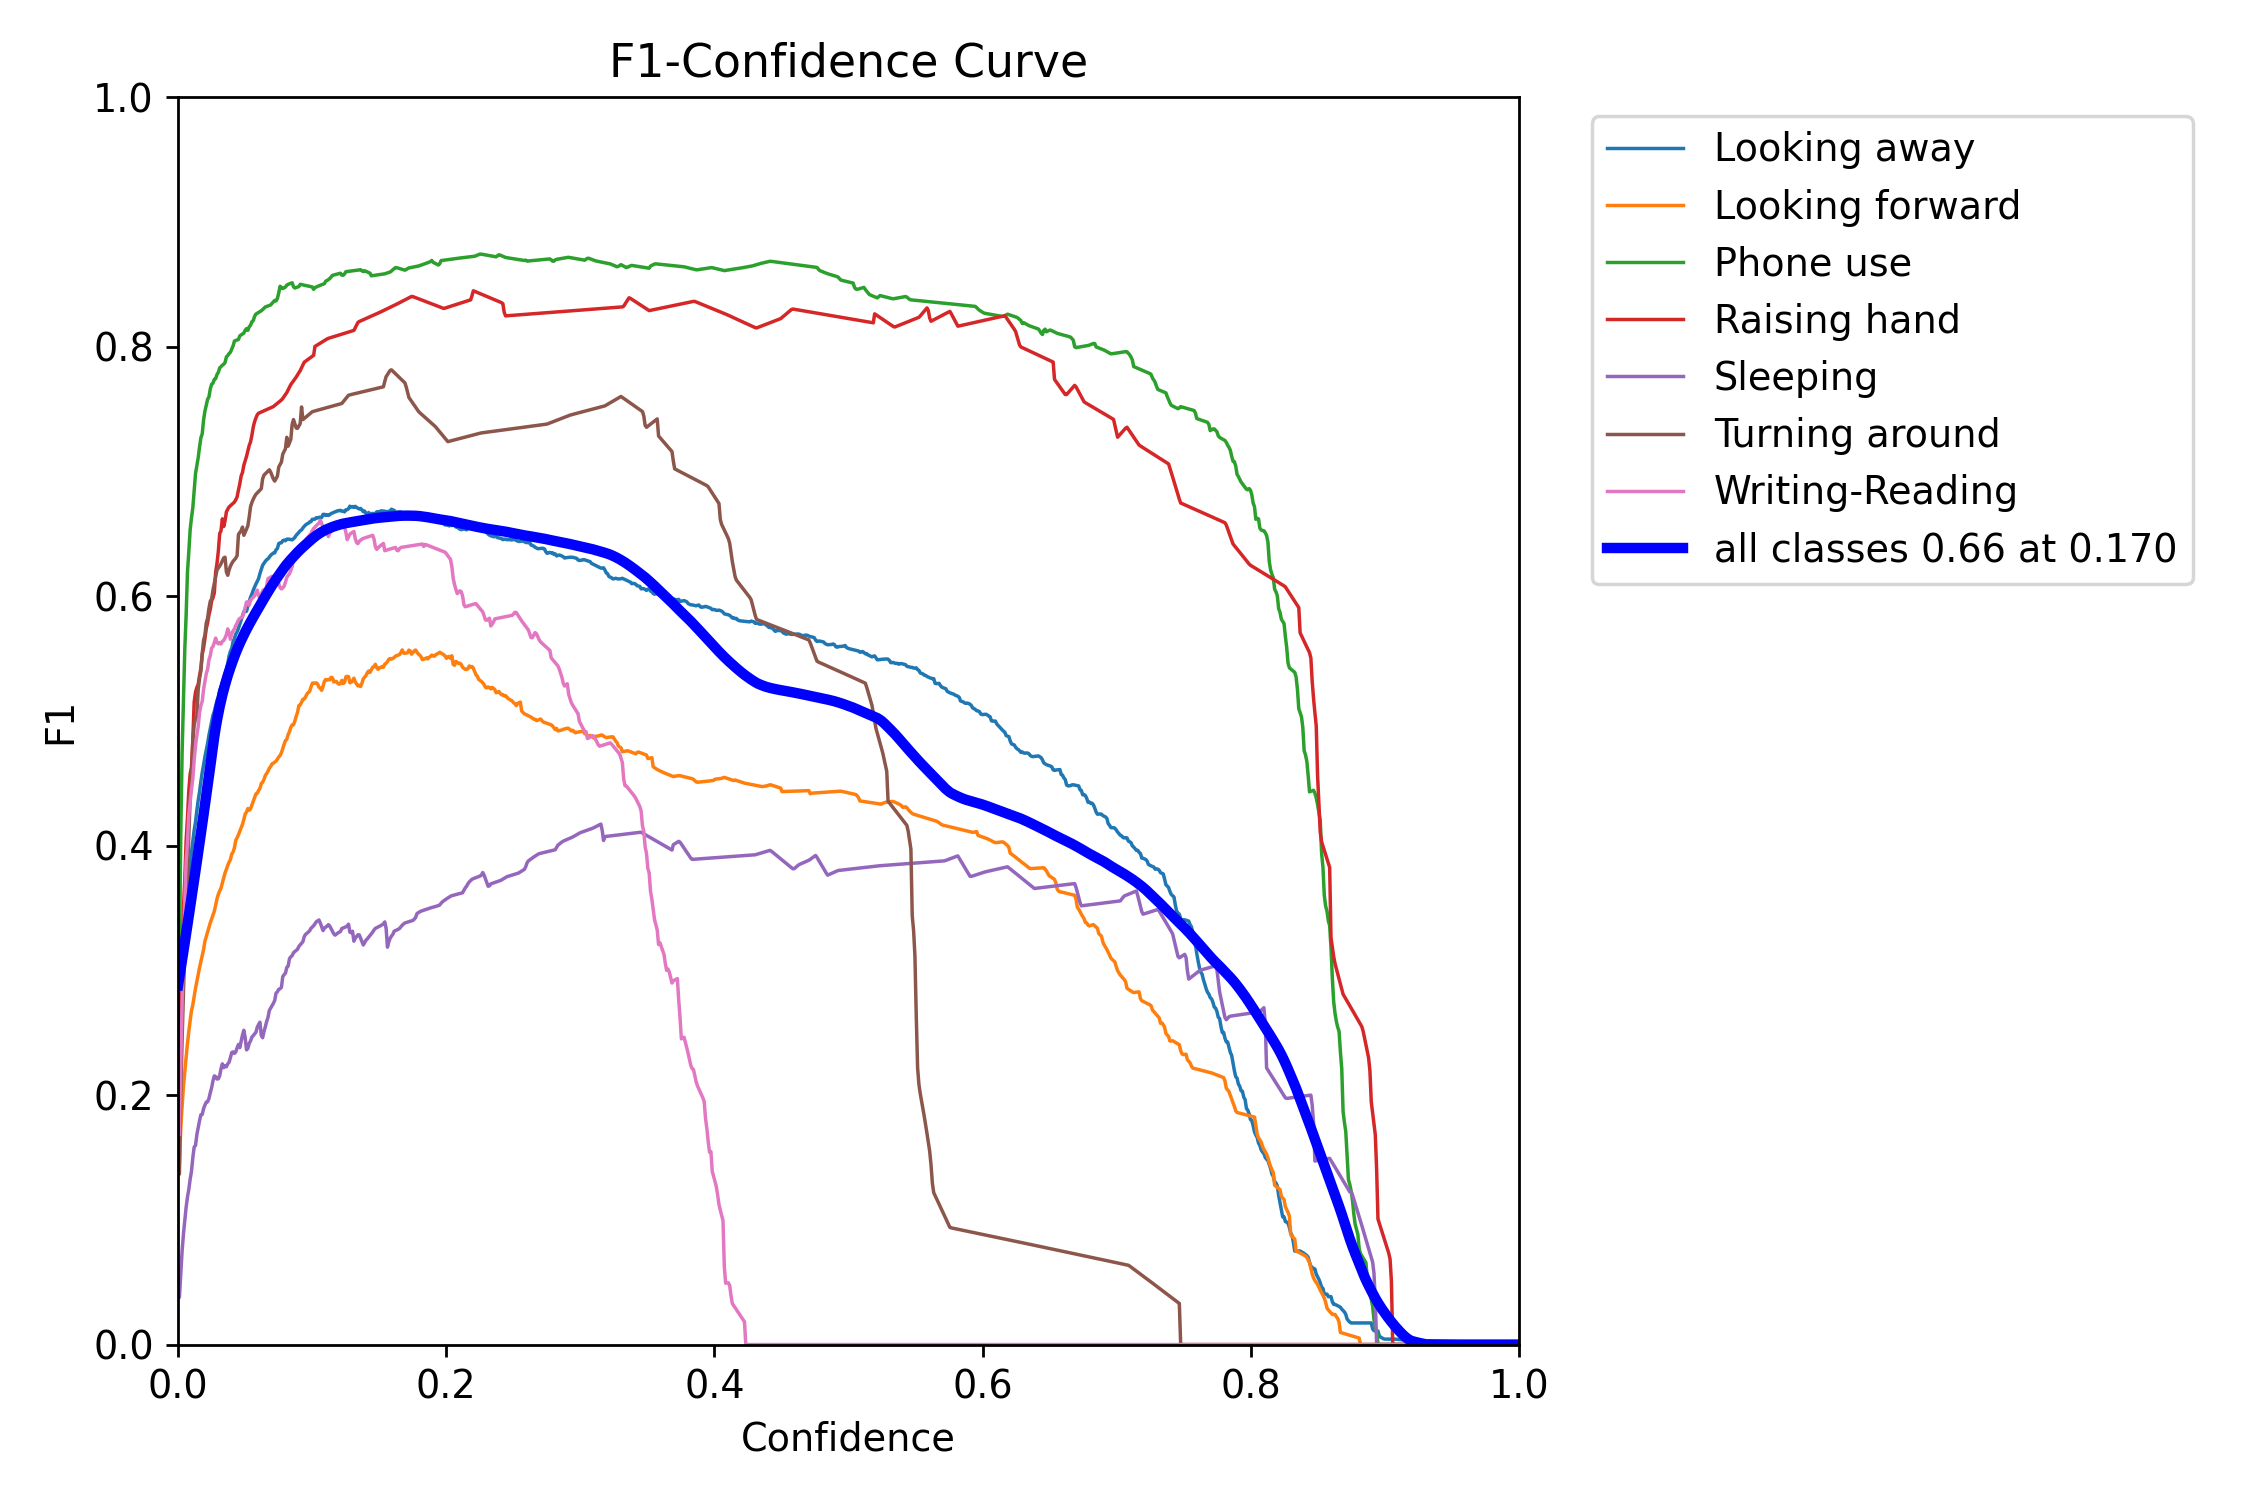 F1-Confidence Curve
1.0
0.8
0.6
0.4
0.2
0.0
F1
0.0 0.2 0.4 0.6 0.8 1.0
Confidence
Looking away
Looking forward
Phone use
Raising hand
Sleeping
Turning around
Writing-Reading
all classes 0.66 at 0.170